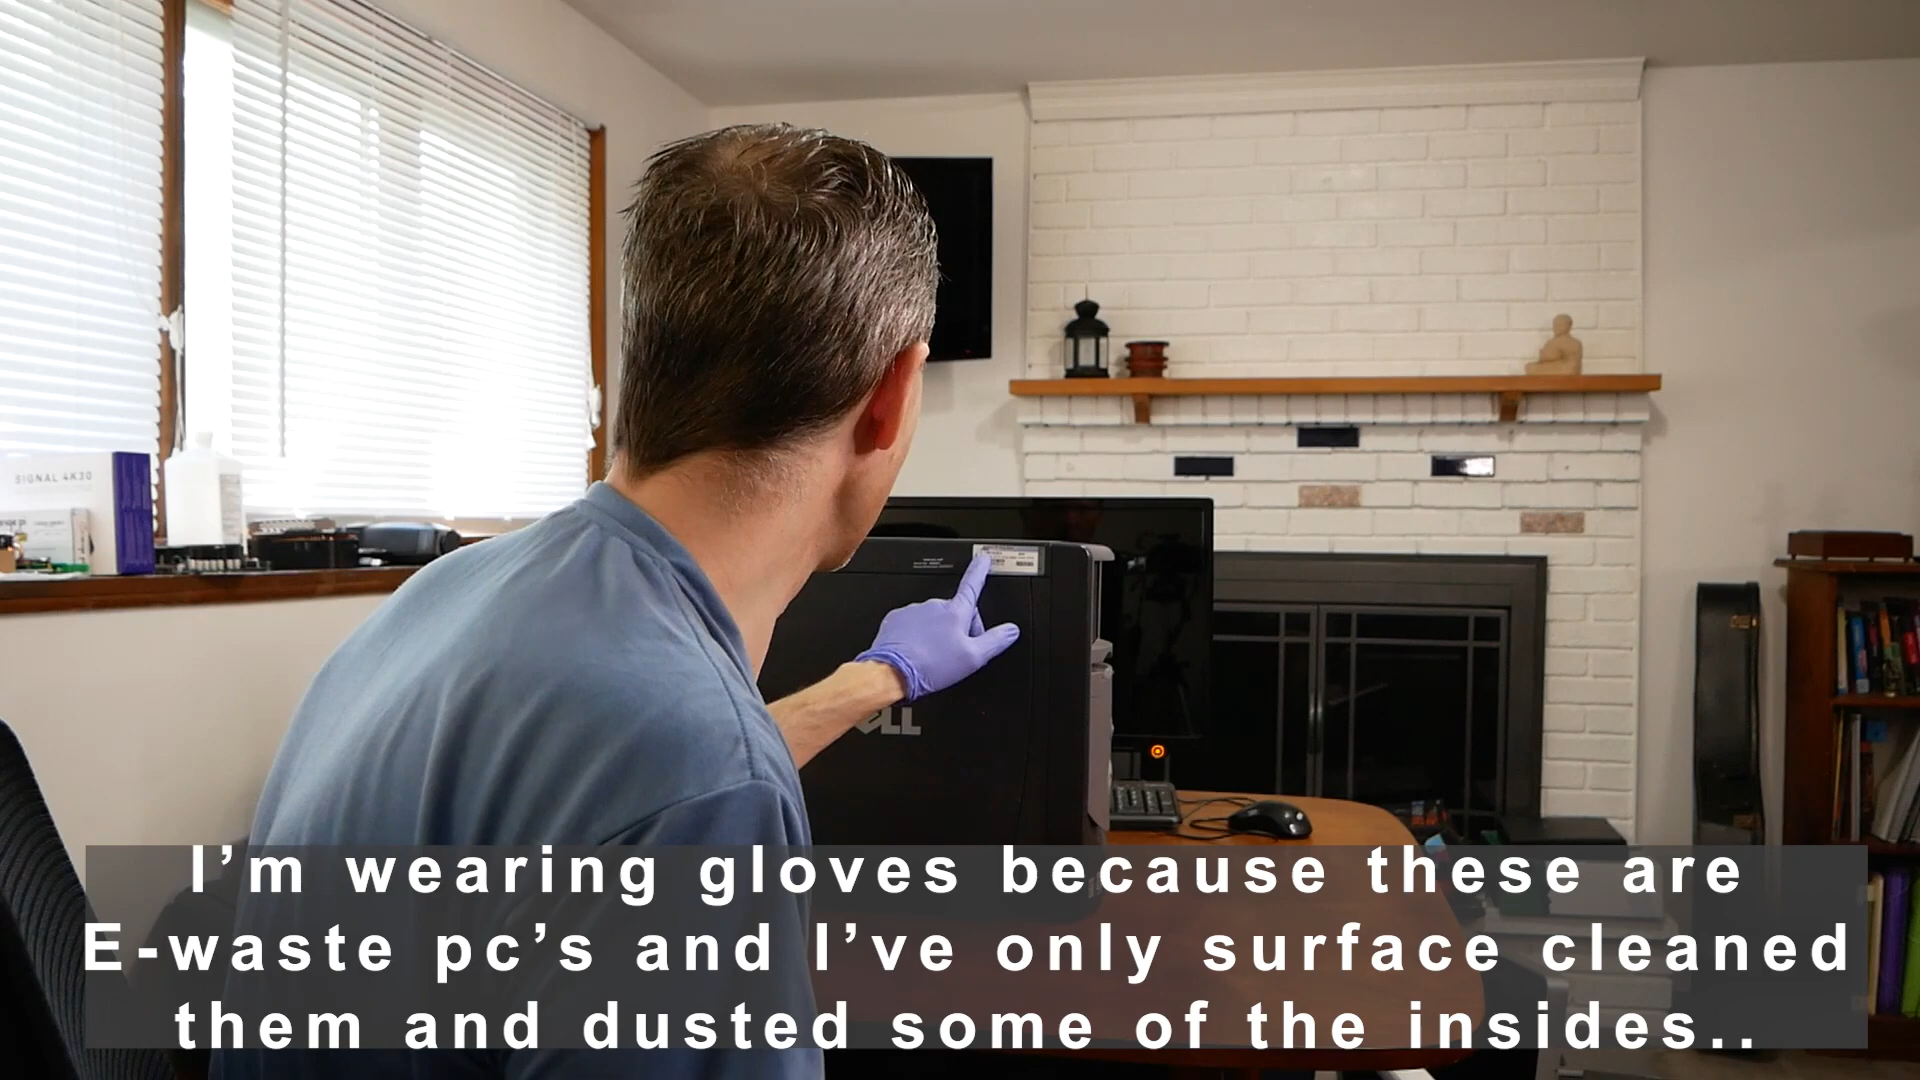 SIGNAL 4K30
ELL
I’m wearing gloves because these are
E-waste pc’s and I’ve only surface cleaned
them and dusted some of the insides..